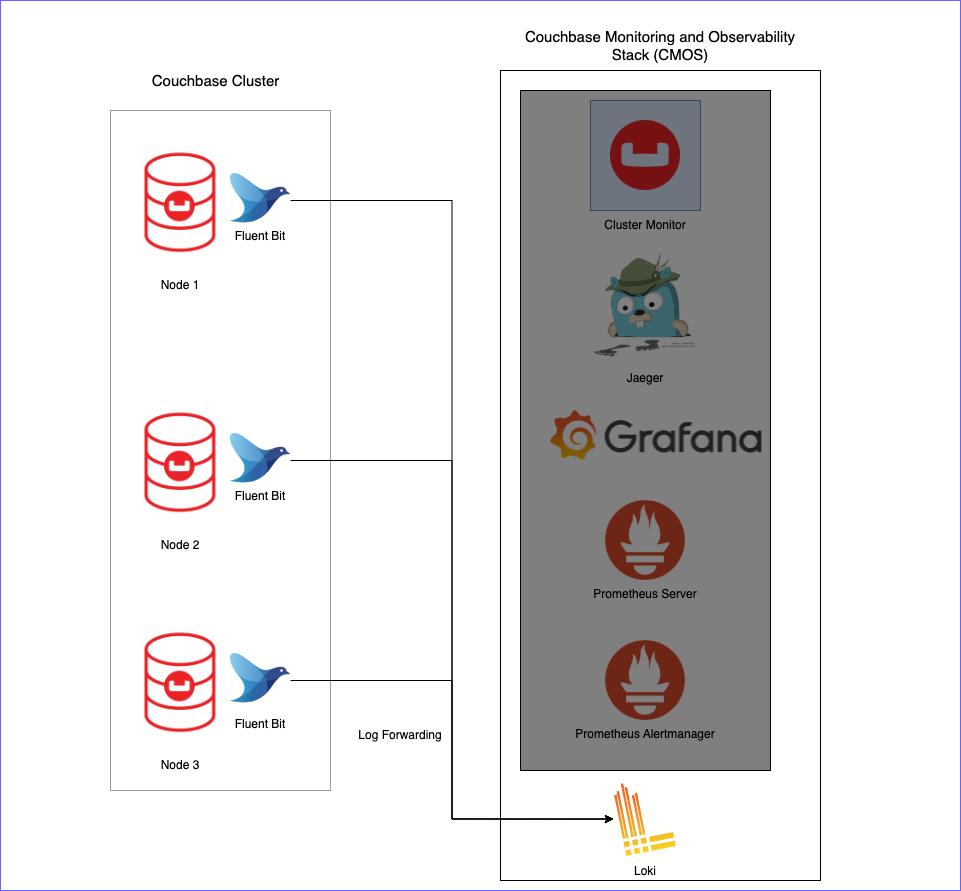 Couchbase Monitoring and Observability
Stack (CMOS)
Couchbase Cluster
Fluent Bit
Node 1
Fluent Bit
Node 2
Fluent Bit
Node 3
Log Forwarding
Cluster Monitor
Jaeger
Grafana
Prometheus Server
Prometheus Alertmanager
Loki